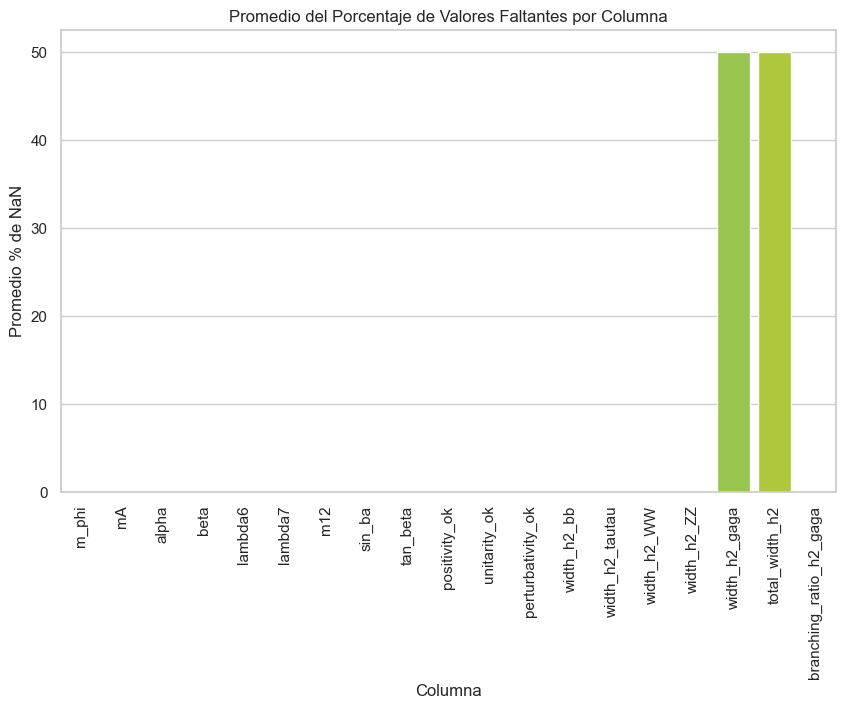 Promedio del Porcentaje de Valores Faltantes por Columna
Promedio % de NaN
50
40
30
20
10
0
m_phi
mA
alpha
beta
lambda6
lambda7
m12
sin_ba
tan_beta
positivity_ok
unitarity_ok
perturbativity_ok
width_h2_bb
width_h2_tautau
width_h2_WW
width_h2_ZZ
width_h2_gaga
total_width_h2
branching_ratio_h2_gaga
Columna